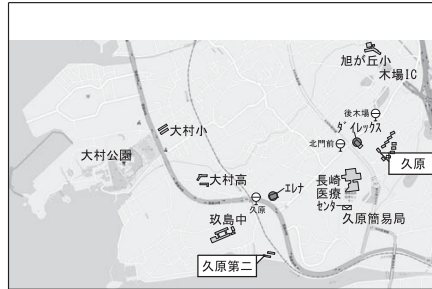 旭が丘小
木場IC
後木場
ダイレックス
北門前
大村小
久原
大村公園
長崎
医療
センター
大村高
エレナ
久原
久原簡易局
玖島中
久原第二